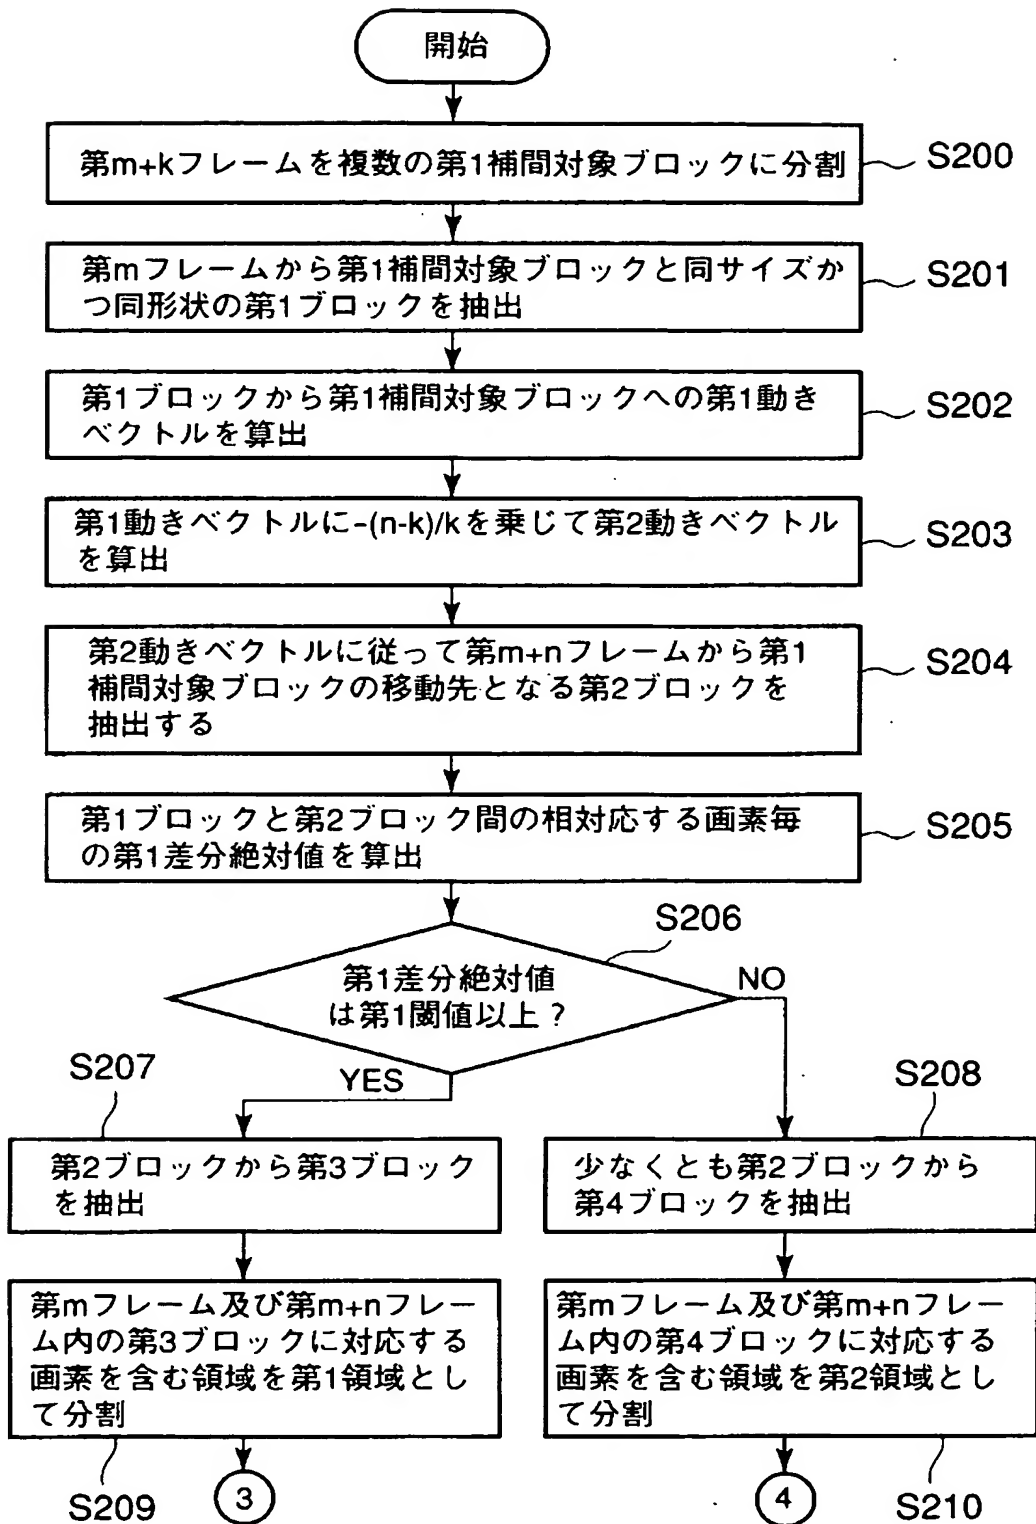 開始
第m+kフレームを複数の第1補間対象ブロックに分割
S200
第mフレームから第1補間対象ブロックと同サイズか
つ同形状の第1ブロックを抽出
S201
第1ブロックから第1補間対象ブロックへの第1動き
ベクトルを算出
S202
第1動きベクトルに-(n-k)/kを乗じて第2動きベクトル
を算出
S203
第2動きベクトルに従って第m+nフレームから第1
補間対象ブロックの移動先となる第2ブロックを
抽出する
S204
第1ブロックと第2ブロック間の相対応する画素毎
の第1差分絶対値を算出
S205
S206
第1差分絶対値
は第1閾値以上？
NO
YES
S207
第2ブロックから第3ブロック
を抽出
S208
少なくとも第2ブロックから
第4ブロックを抽出
第mフレーム及び第m+nフレー
ム内の第3ブロックに対応する
画素を含む領域を第1領域とし
て分割
S209
3
第mフレーム及び第m+nフレー
ム内の第4ブロックに対応する
画素を含む領域を第2領域とし
て分割
4
S210